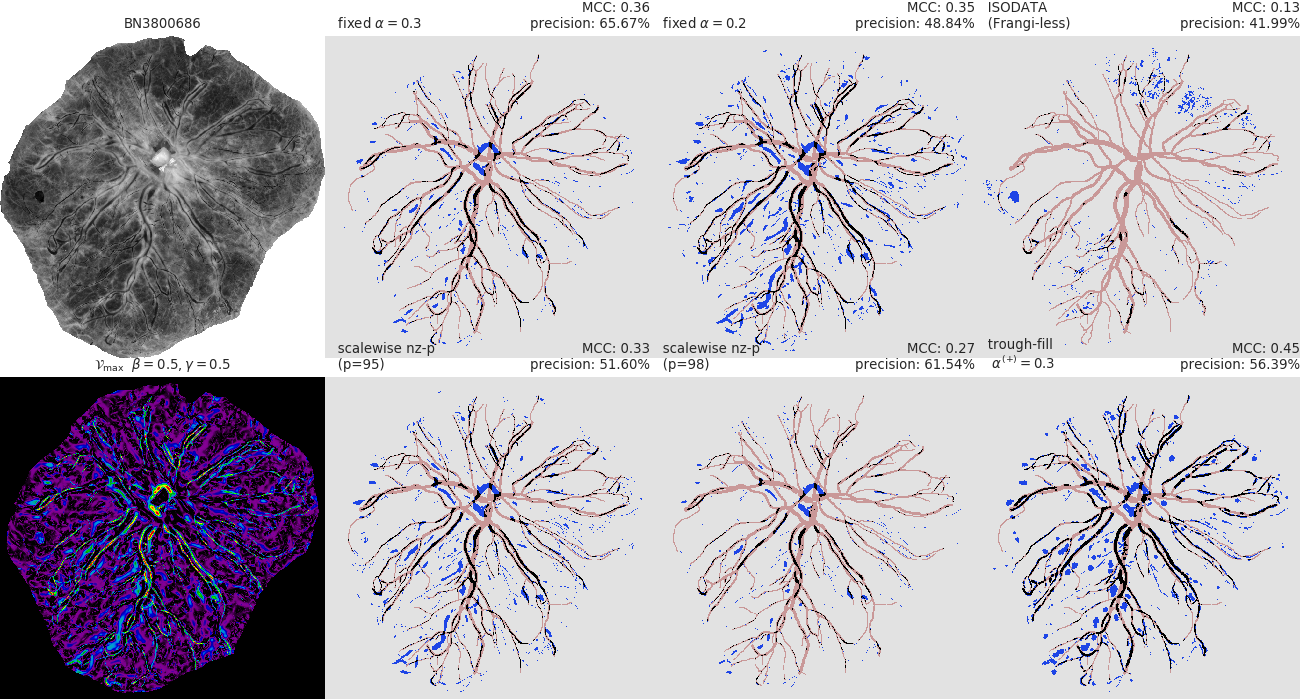 BN3800686
fixed α = 0.3
MCC: 0.36
precision: 65.67%
fixed α = 0.2
MCC: 0.35
precision: 48.84%
ISODATA
(Frangi-less)
MCC: 0.13
precision: 41.99%
𝒱max β = 0.5, γ = 0.5
scalewise nz-p
(p=95)
MCC: 0.33
precision: 51.60%
scalewise nz-p
(p=98)
MCC: 0.27
precision: 61.54%
trough-fill
α(+) = 0.3
MCC: 0.45
precision: 56.39%